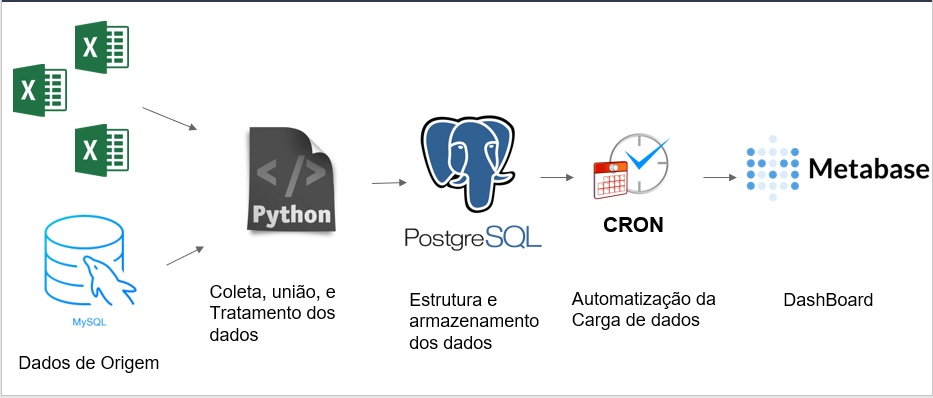 X
X
X
MySQL
Dados de Origem
</>
Python
Coleta, união, e
Tratamento dos
dados
PostgreSQL
Estrutura e
armazenamento
dos dados
CRON
Automatização da
Carga de dados
Metabase
DashBoard